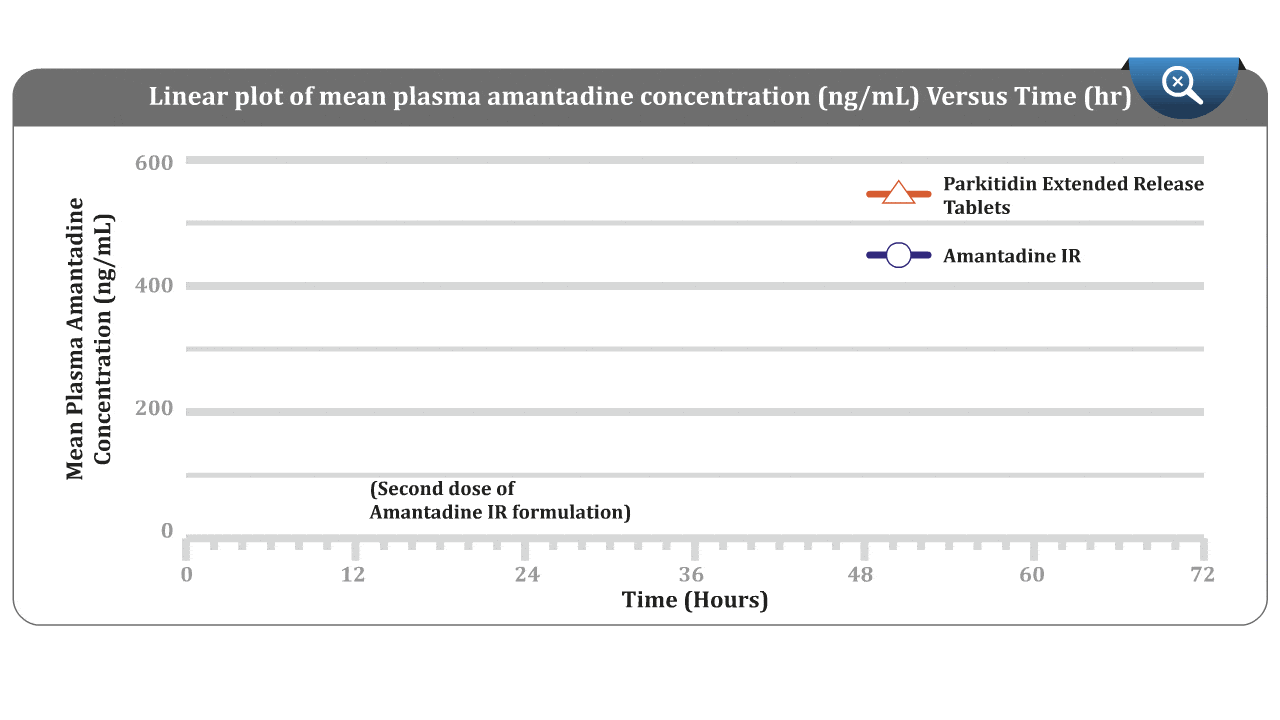 Linear plot of mean plasma amantadine concentration (ng/mL) Versus Time (hr)
Mean Plasma Amantadine
Concentration (ng/mL)
600
400
200
0
Parkitidin Extended Release
Tablets
Amantadine IR
(Second dose of
Amantadine IR formulation)
0 12 24 36 48 60 72
Time (Hours)